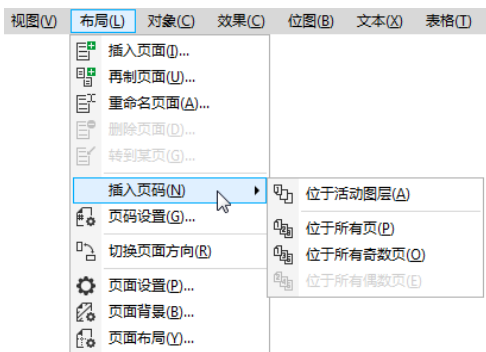 视图(V) 布局(L) 对象(C) 效果(C) 位图(B) 文本(X) 表格(T)
插入页面(I)...
再制页面(U)...
重命名页面(A)...
删除页面(D)...
转到某页(G)...
插入页码(N)
位于活动图层(A)
位于所有页(P)
位于所有奇数页(O)
位于所有偶数页(E)
页码设置(G)...
切换页面方向(R)
页面设置(P)...
页面背景(B)...
页面布局(Y)...